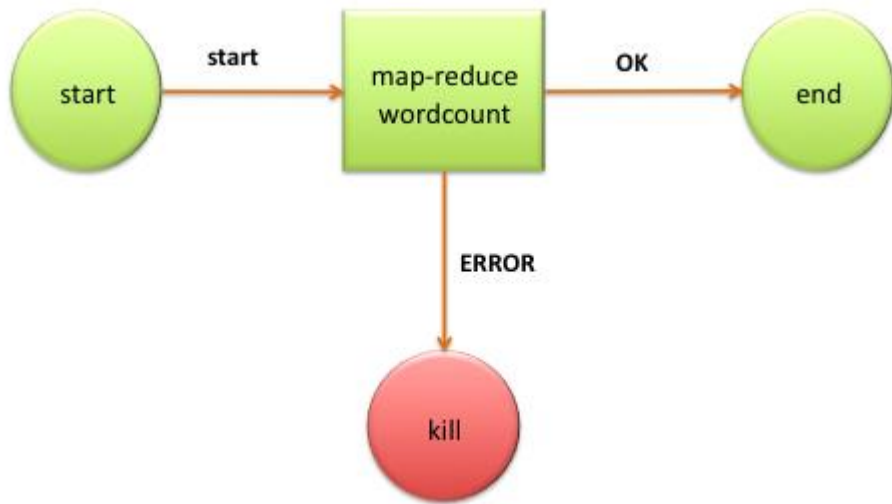 start
start
map-reduce
wordcount
OK
end
ERROR
kill